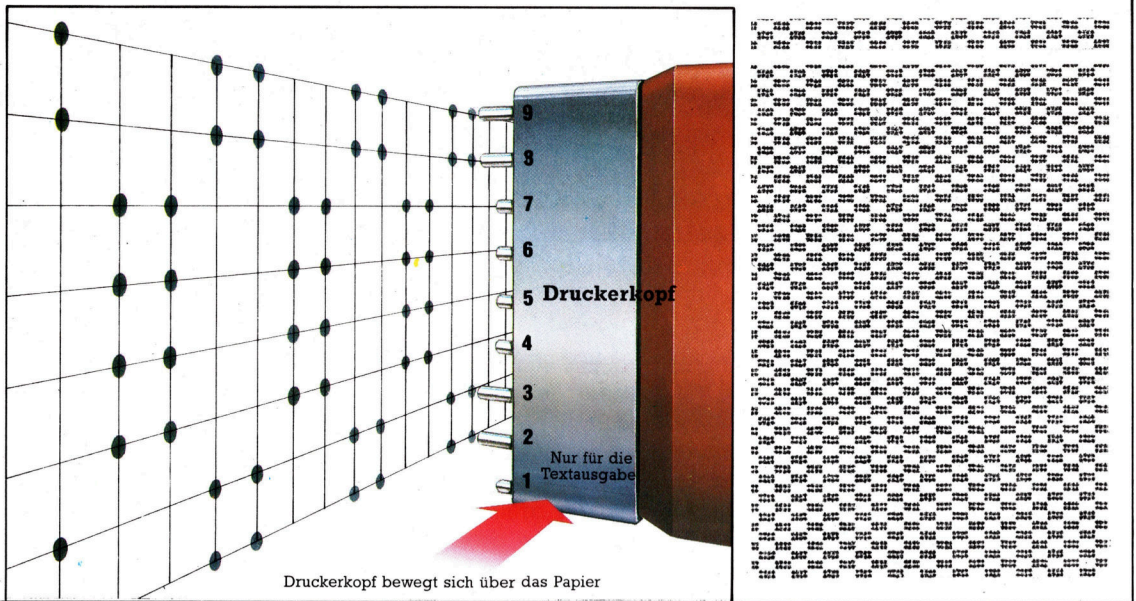 9
8
7
6
5 Druckerkopf
4
3
2
Nur für die
Textausgabe
1
Druckerkopf bewegt sich über das Papier